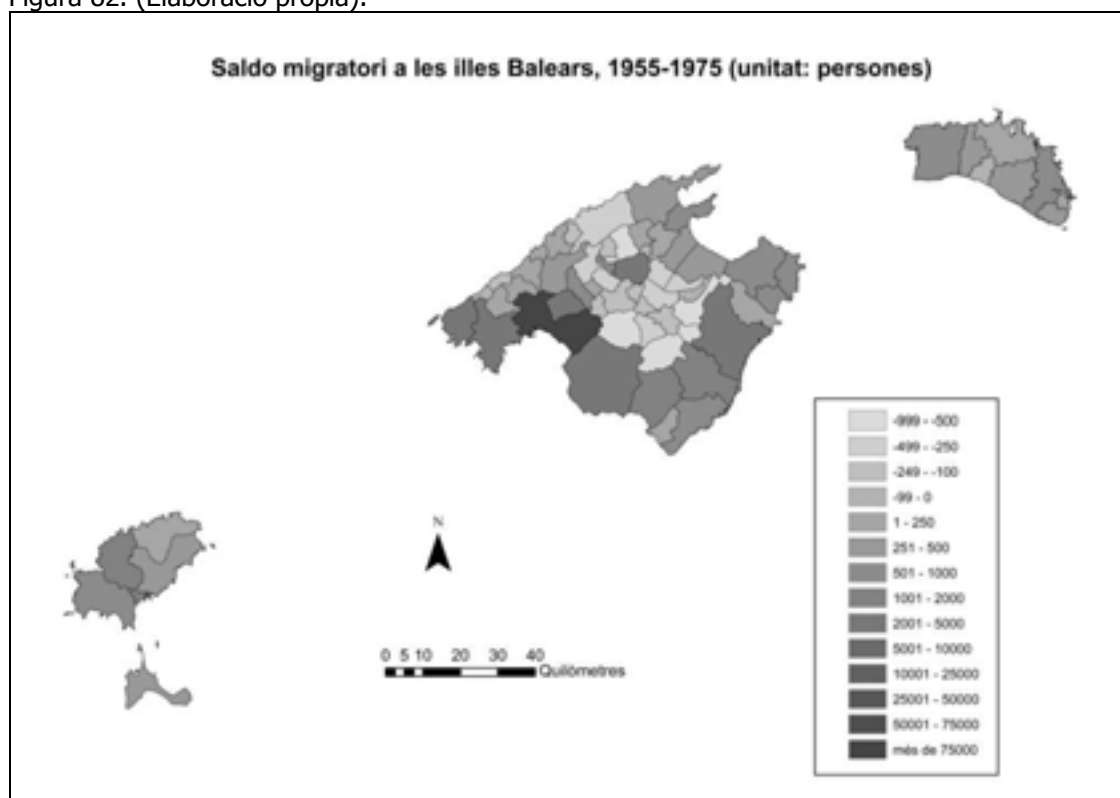 Figura 82. (Elaboració pròpia).
Saldo migratori a les illes Balears, 1955-1975 (unitat: persones)
-999 - -500
-499 - -250
-249 - -100
-99 - 0
1 - 250
251 - 500
501 - 1000
1001 - 2000
2001 - 5000
5001 - 10000
10001 - 25000
25001 - 50000
50001 - 75000
més de 75000
N
0 5 10 20 30 40
Quilòmetres